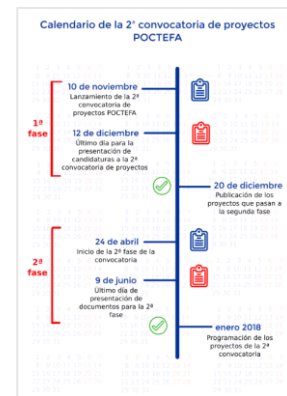 Calendario de la 2ª convocatoria de proyectos
POCTEFA
1ª
fase
10 de noviembre
Lanzamiento de la 2ª
convocatoria de
proyectos POCTEFA
12 de diciembre
Último día para la
presentación de
candidaturas a la 2ª
convocatoria de proyectos
20 de diciembre
Publicación de los
proyectos que pasan a
la segunda fase
2ª
fase
24 de abril
Inicio de la 2ª fase de la
convocatoria
9 de junio
Último día de
presentación de
documentos para la 2ª
fase
enero 2018
Programación de los
proyectos de la 2ª
convocatoria